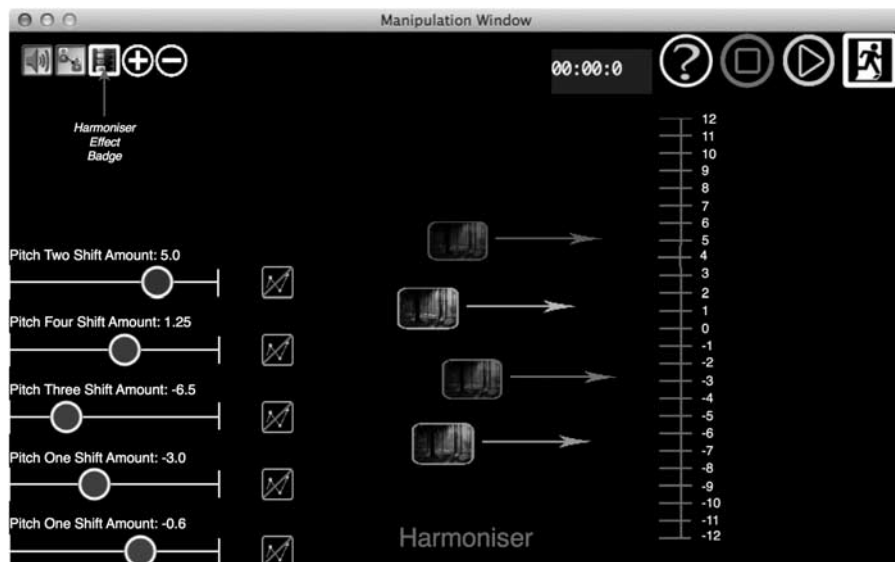 Manipulation Window
00:00:0
?
Harmoniser
Effect
Badge
12
11
10
9
8
7
6
5
4
3
2
1
0
-1
-2
-3
-4
-5
-6
-7
-8
-9
-10
-11
-12
Pitch Two Shift Amount: 5.0
Pitch Four Shift Amount: 1.25
Pitch Three Shift Amount: -6.5
Pitch One Shift Amount: -3.0
Pitch One Shift Amount: -0.6
Harmoniser